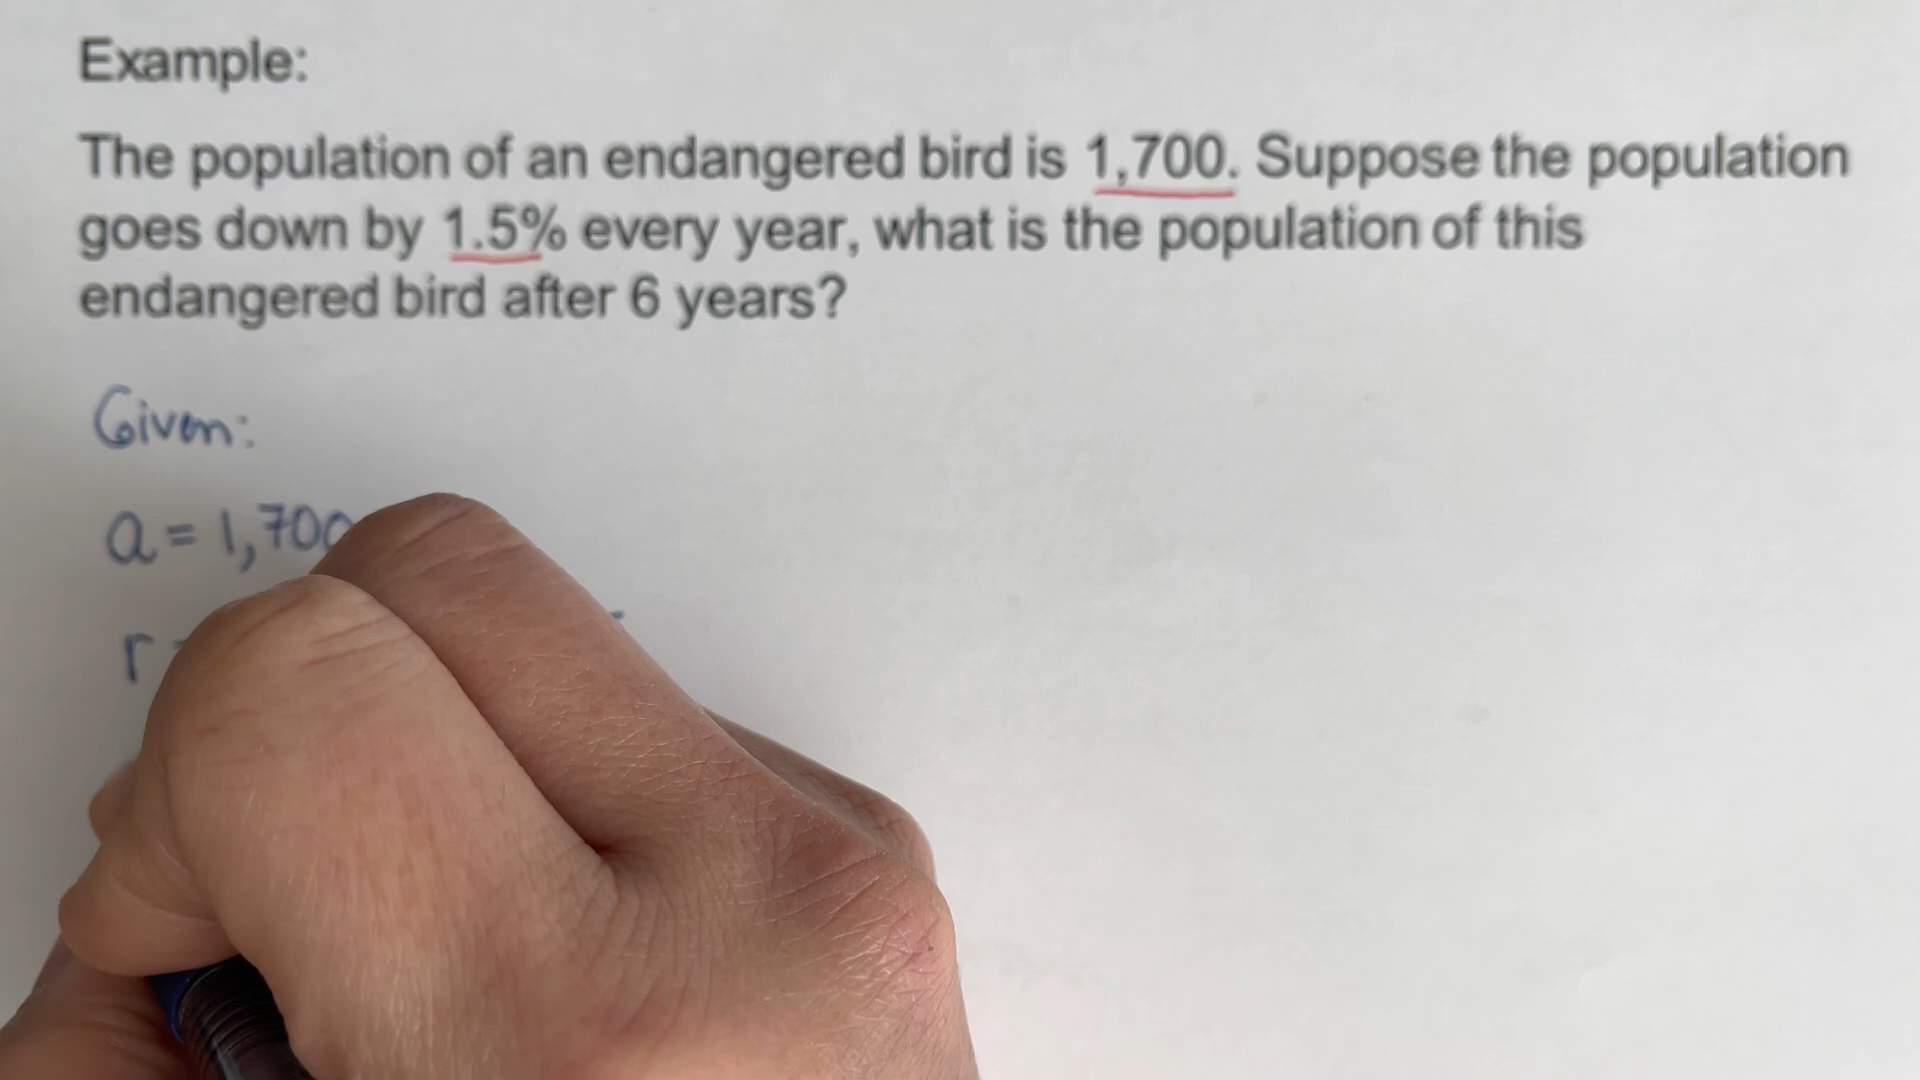 Example:
The population of an endangered bird is 1,700. Suppose the population
goes down by 1.5% every year, what is the population of this
endangered bird after 6 years?
Given:
a = 1,700
r